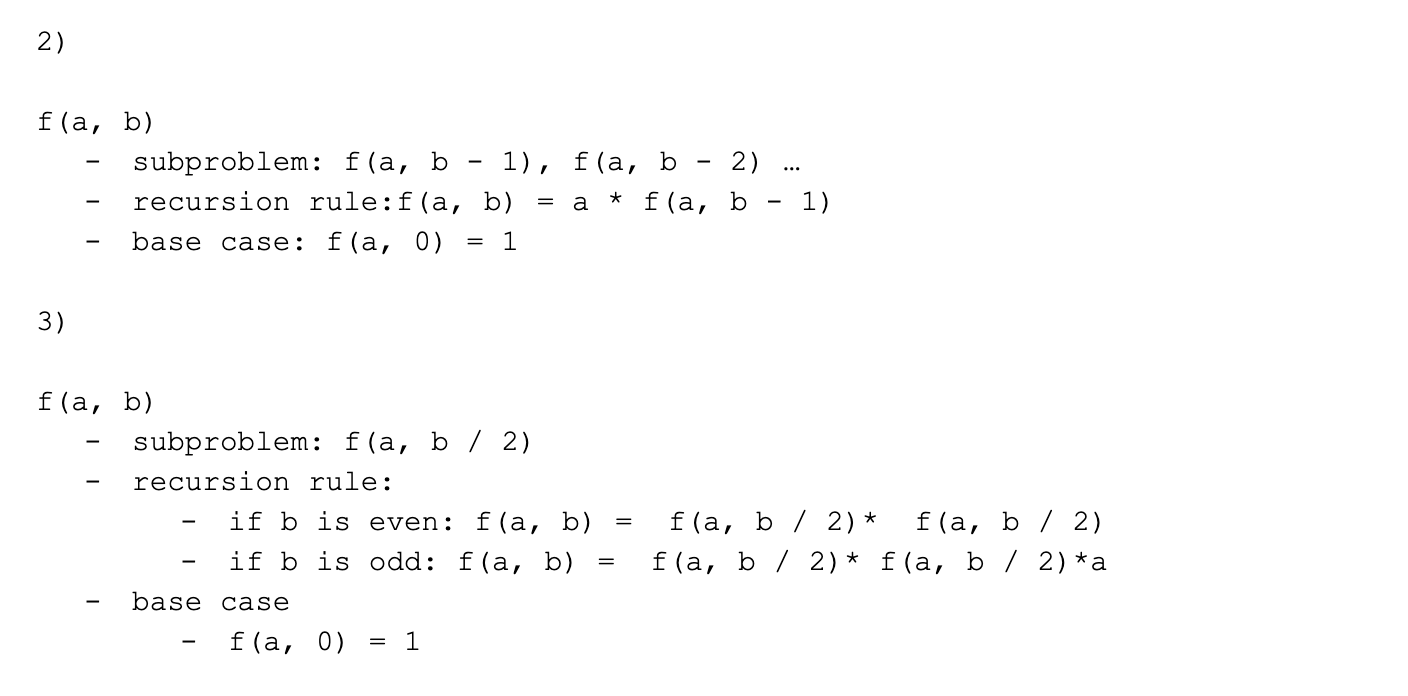 2)
f(a, b)
- subproblem: f(a, b - 1), f(a, b - 2) …
- recursion rule:f(a, b) = a * f(a, b - 1)
- base case: f(a, 0) = 1
3)
f(a, b)
- subproblem: f(a, b / 2)
- recursion rule:
- if b is even: f(a, b) =  f(a, b / 2)*  f(a, b / 2)
- if b is odd: f(a, b) =  f(a, b / 2)* f(a, b / 2)*a
- base case
- f(a, 0) = 1